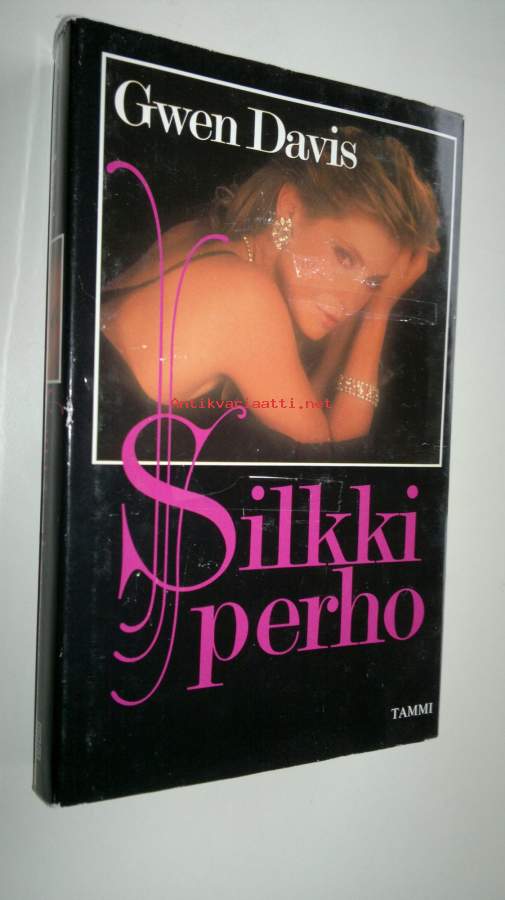 Gwen Davis
Antikvariaatti.net
Silkki
perho
TAMMI